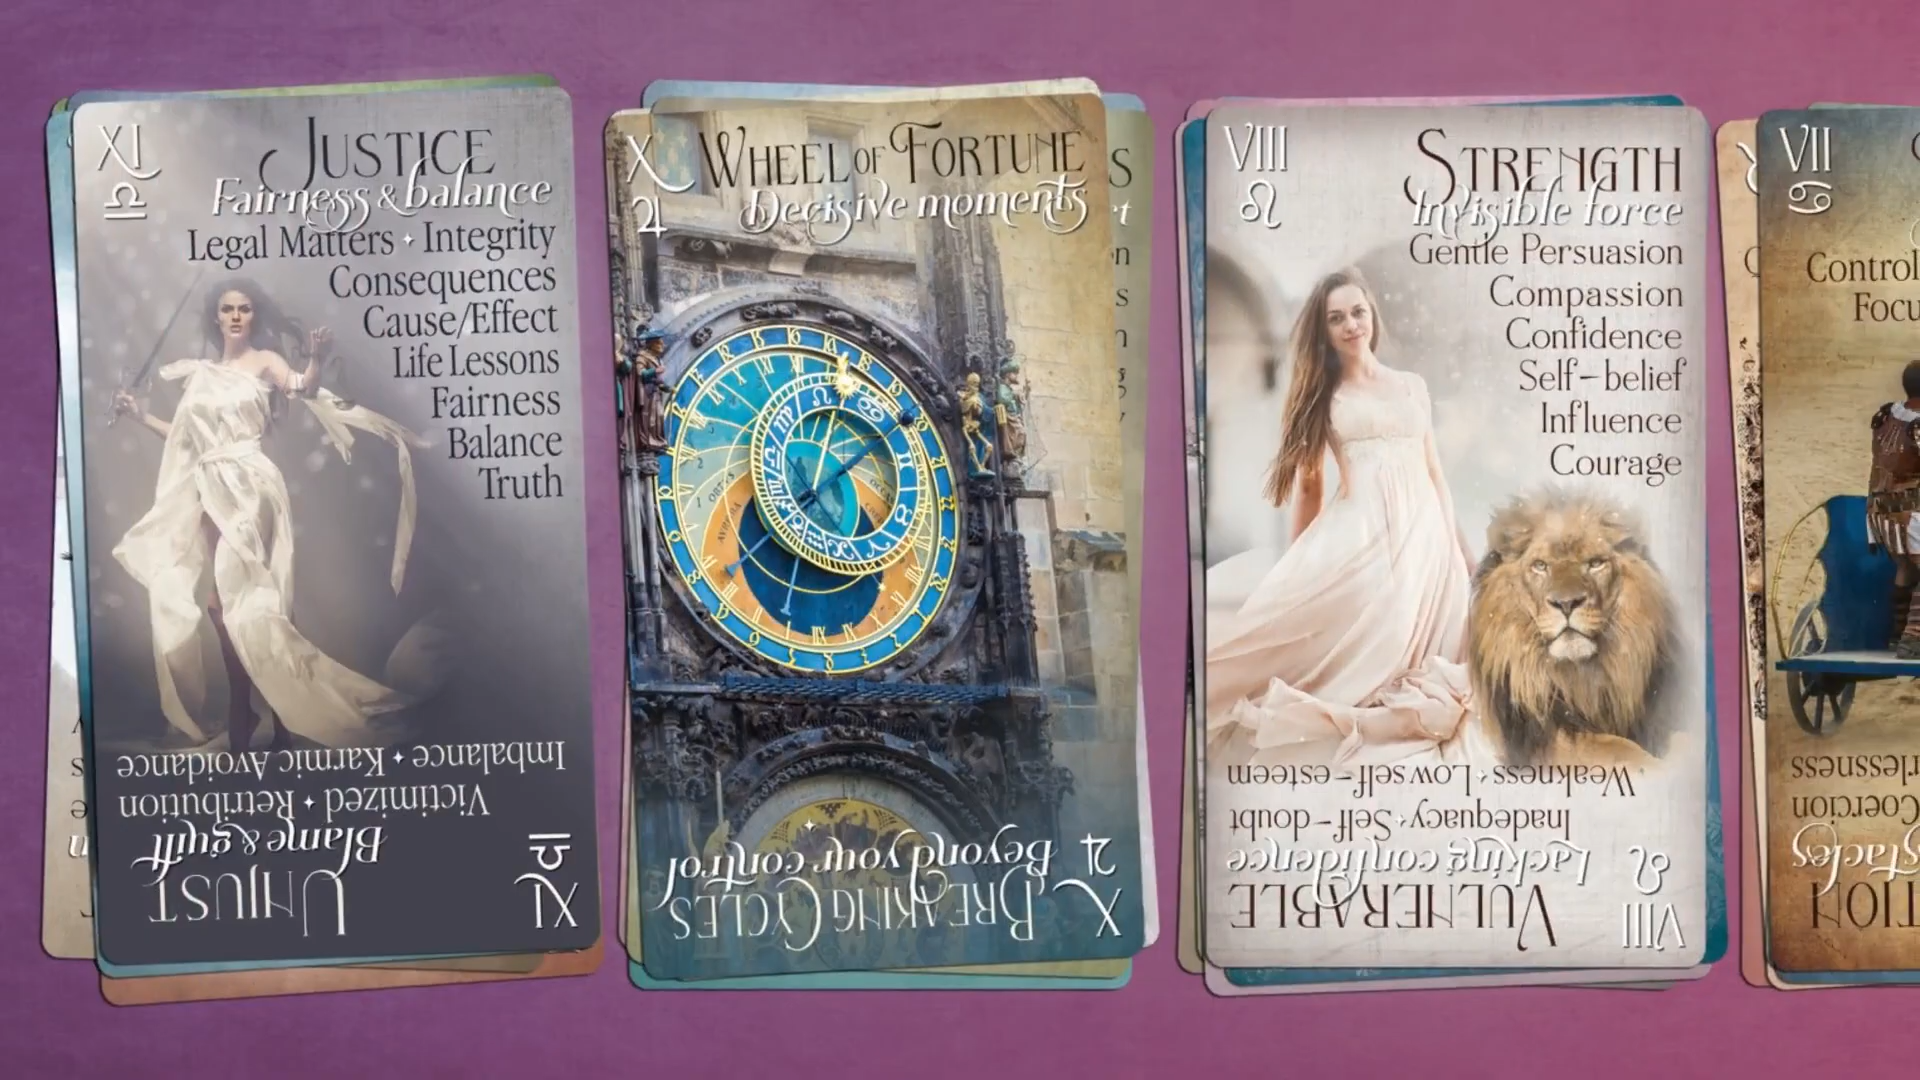 XI
JUSTICE
Fairness & balance
Legal Matters ✦ Integrity
Consequences
Cause/Effect
Life Lessons
Fairness
Balance
Truth
Imbalance ✦ Karmic Avoidance
Victimized ✦ Retribution
Blame & guilt
UNJUST
XI
X
WHEEL OF FORTUNE
Decisive moments
Beyond your control
BREAKING CYCLES
X
VIII
STRENGTH
Invisible force
Gentle Persuasion
Compassion
Confidence
Self-belief
Influence
Courage
Weakness ✦ Low self-esteem
Inadequacy ✦ Self-doubt
Lacking confidence
VULNERABLE
VIII
VII
Control
Focu
rlessness
Coercion
stacles
TION